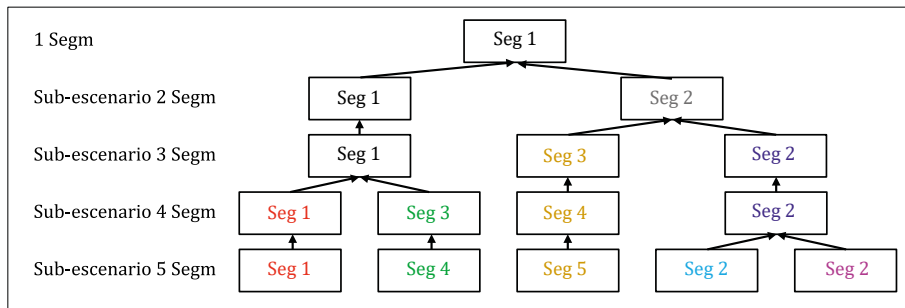 1 Segm Seg 1
Sub-escenario 2 Segm Seg 1 Seg 2
Sub-escenario 3 Segm Seg 1 Seg 3 Seg 2
Sub-escenario 4 Segm Seg 1 Seg 3 Seg 4 Seg 2
Sub-escenario 5 Segm Seg 1 Seg 4 Seg 5 Seg 2 Seg 2